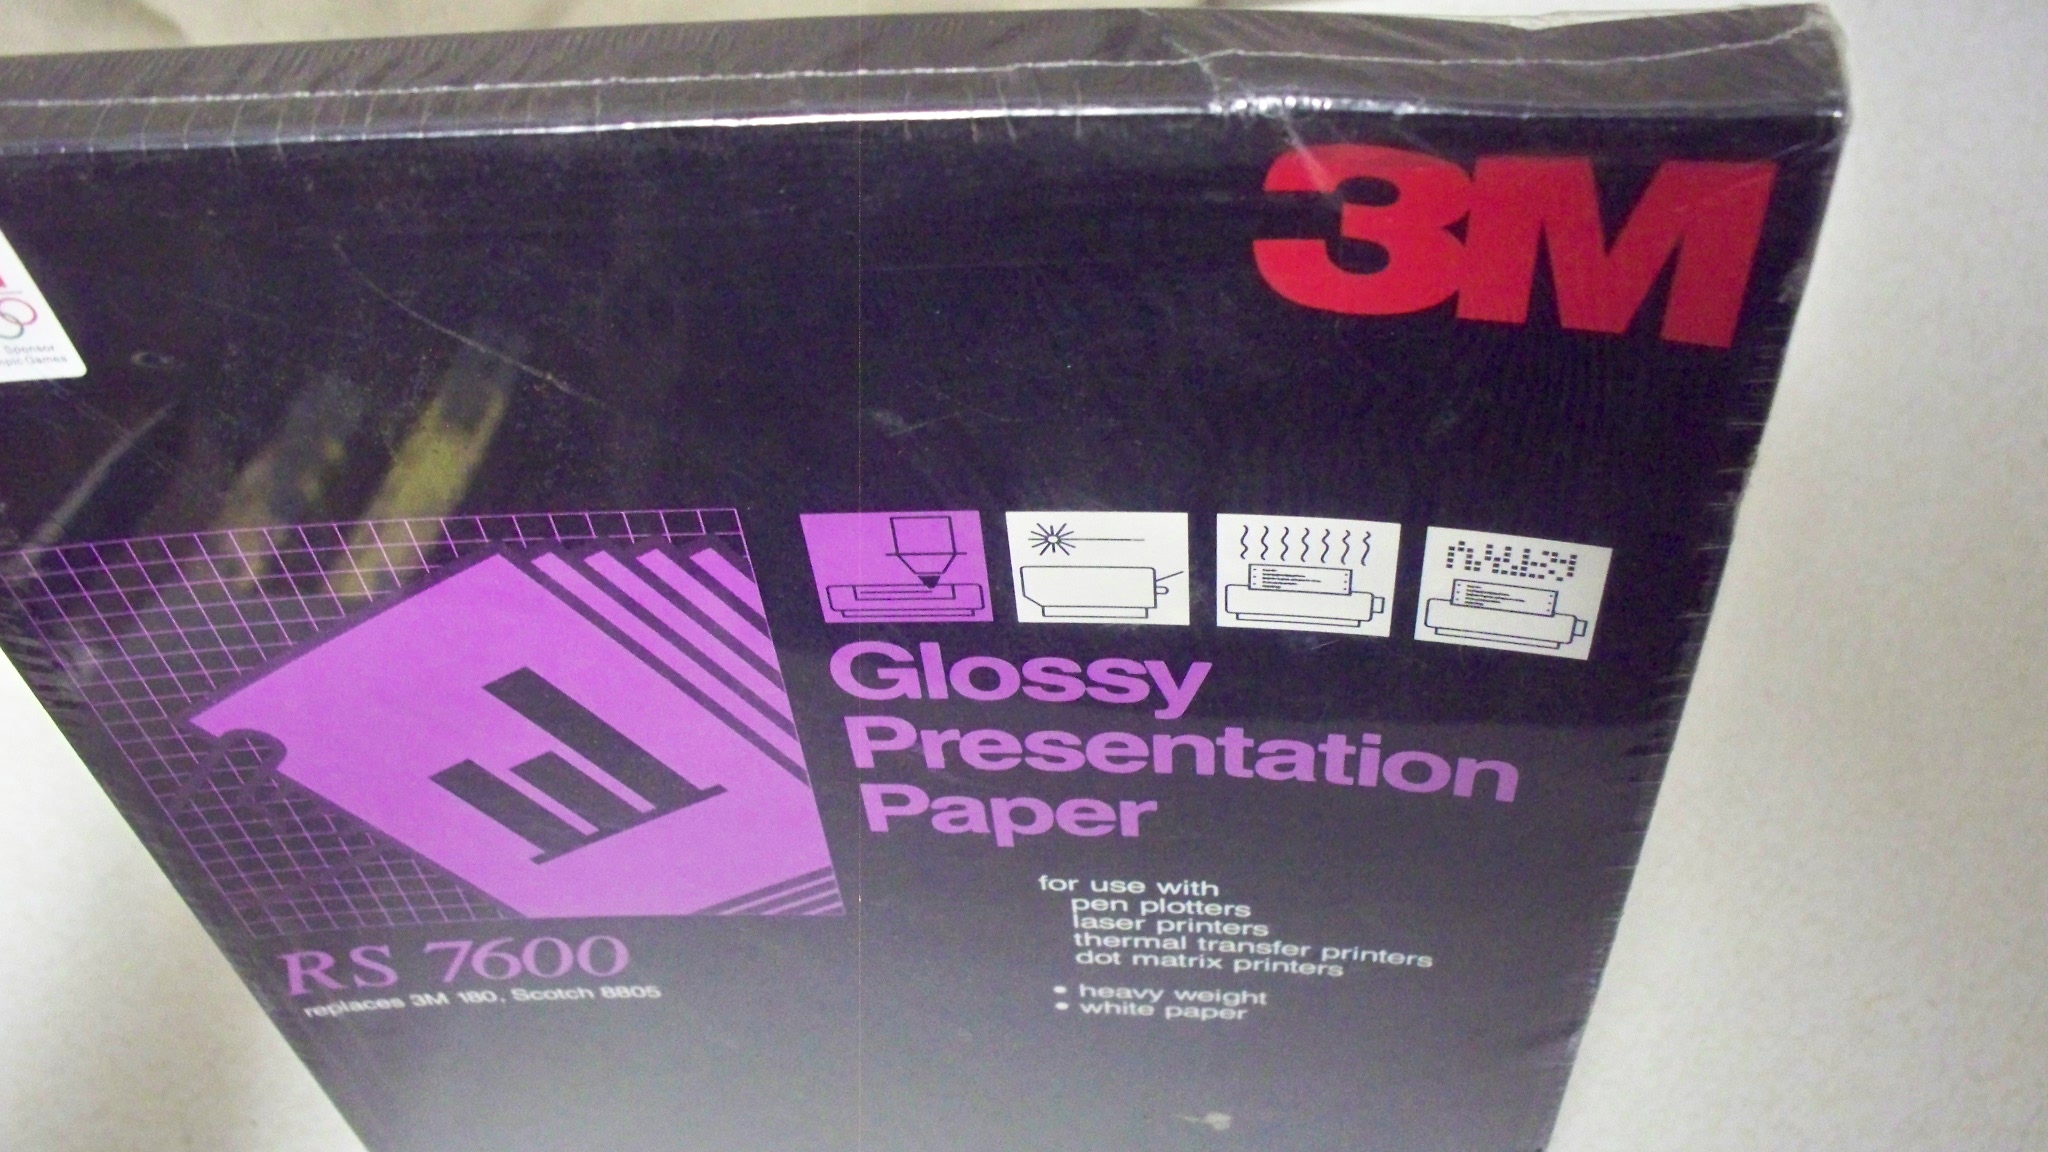 3M
Sponsor
Games
Glossy
Presentation
Paper
for use with
pen plotters
laser printers
thermal transfer printers
dot matrix printers
• heavy weight
• white paper
RS 7600
replaces 3M 180, Scotch 8805